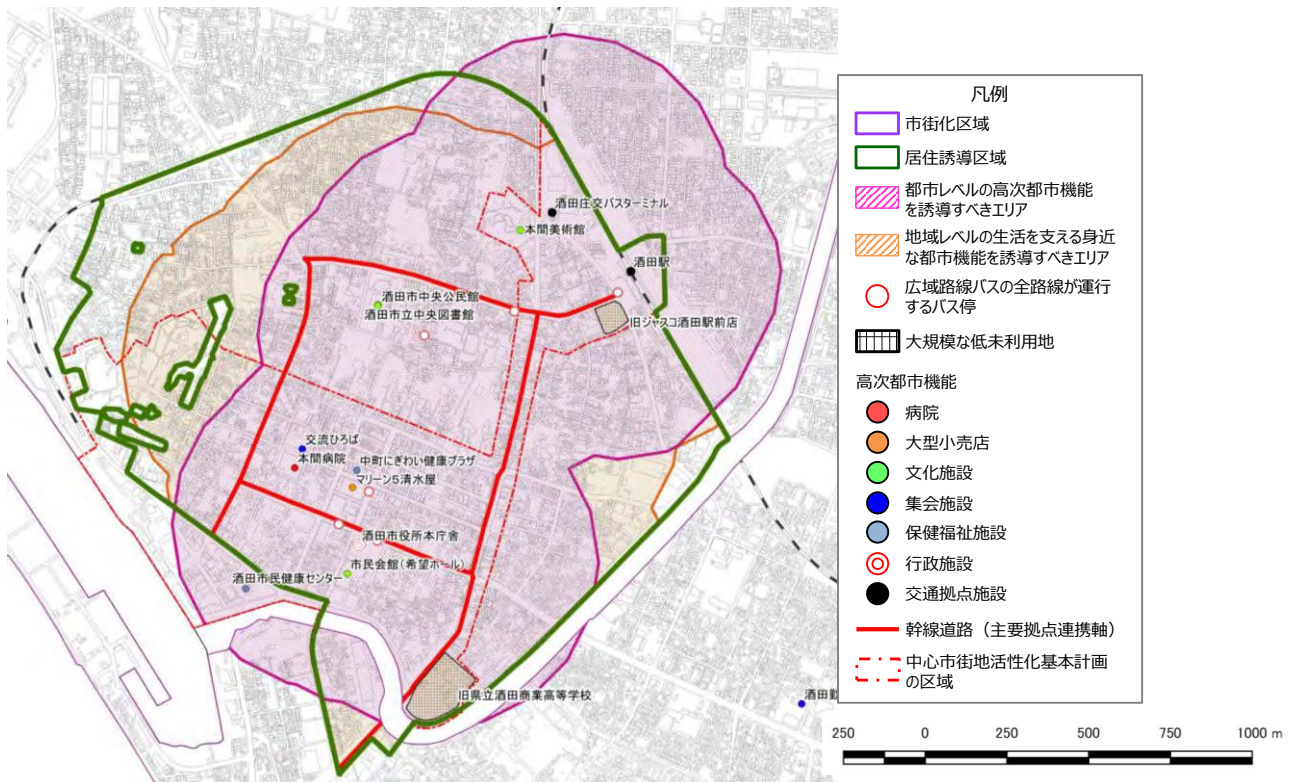 酒田庄交バスターミナル
本間美術館
酒田駅
酒田市中央公民館
酒田市立中央図書館
旧ジャスコ酒田駅前店
交流ひろば
本間病院
中町にぎわい健康プラザ
マリーン5清水屋
酒田市役所本庁舎
市民会館(希望ホール)
酒田市民健康センター
旧県立酒田商業高等学校
酒田勤
凡例
市街化区域
居住誘導区域
都市レベルの高次都市機能
を誘導すべきエリア
地域レベルの生活を支える身近
な都市機能を誘導すべきエリア
広域路線バスの全路線が運行
するバス停
大規模な低未利用地
高次都市機能
病院
大型小売店
文化施設
集会施設
保健福祉施設
行政施設
交通拠点施設
幹線道路（主要拠点連携軸）
中心市街地活性化基本計画
の区域
250 0 250 500 750 1000 m